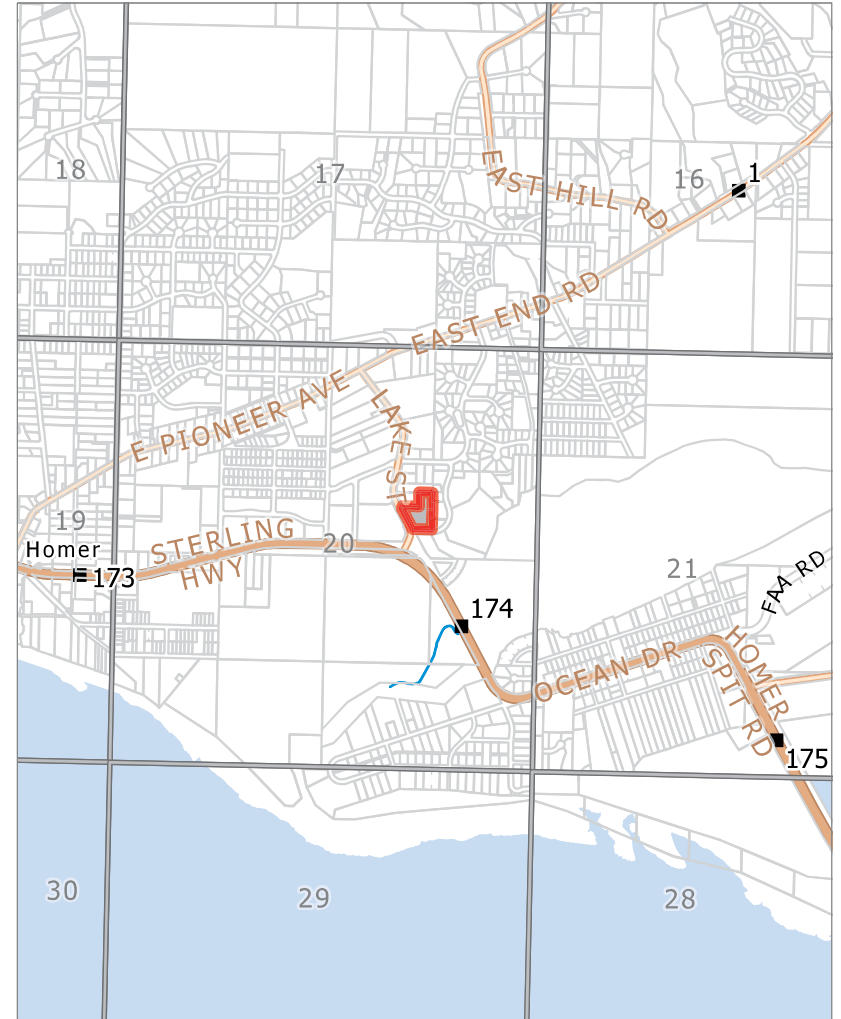 18
17
16
1
EAST HILL RD
EAST END RD
E PIONEER AVE
LAKE ST
19
Homer
173
STERLING
HWY
20
21
FAA RD
174
OCEAN DR
HOMER
SPIT RD
175
30
29
28